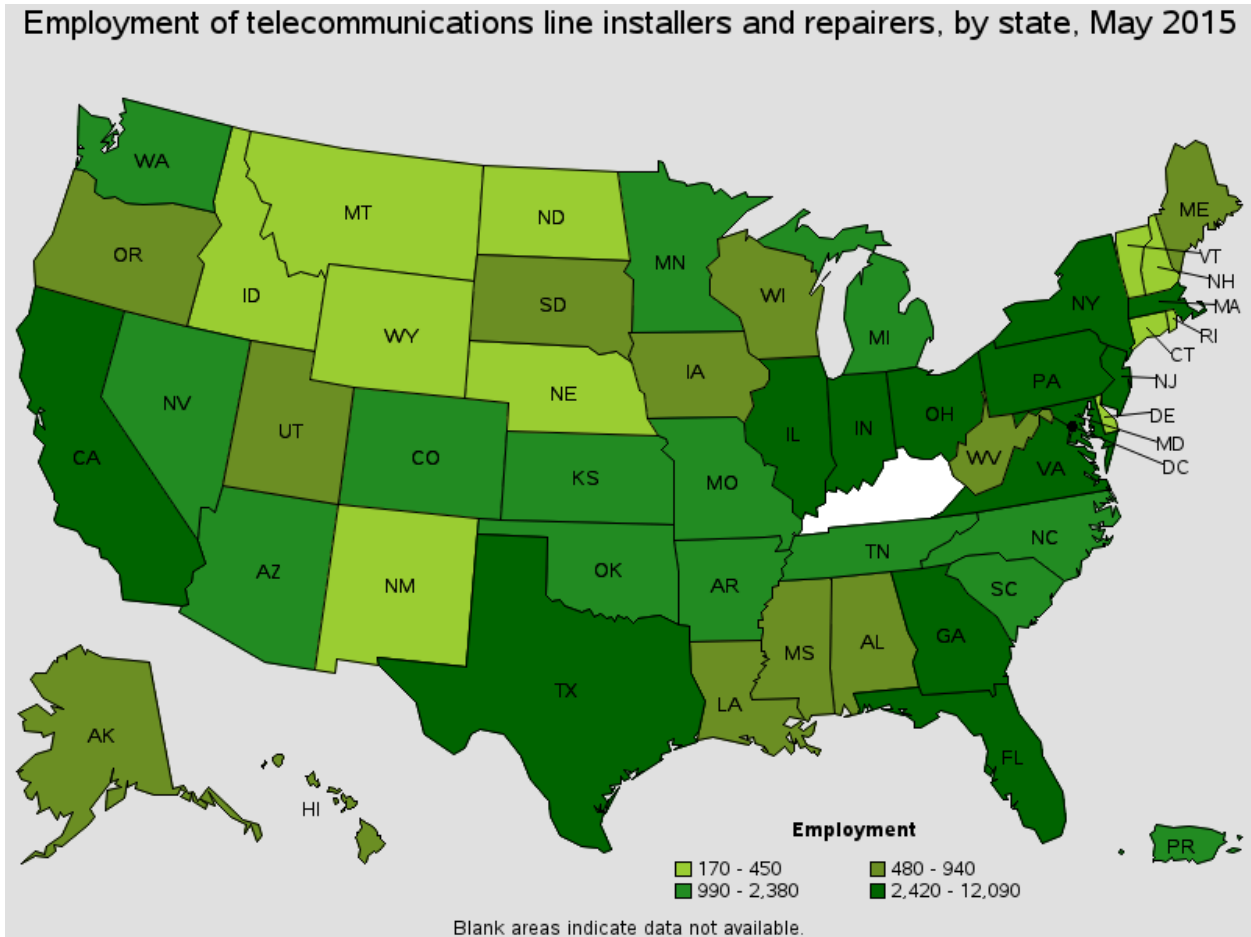 Employment of telecommunications line installers and repairers, by state, May 2015
WA
MT
ND
MN
ME
OR
ID
SD
WI
VT
NH
WY
NY
MA
MI
RI
CT
IA
NE
PA
NJ
NV
UT
CO
IL
IN
OH
DE
MD
DC
CA
KS
MO
WV
VA
AZ
NM
OK
AR
TN
NC
SC
TX
LA
MS
AL
GA
FL
AK
HI
PR
Employment
170 - 450
480 - 940
990 - 2,380
2,420 - 12,090
Blank areas indicate data not available.